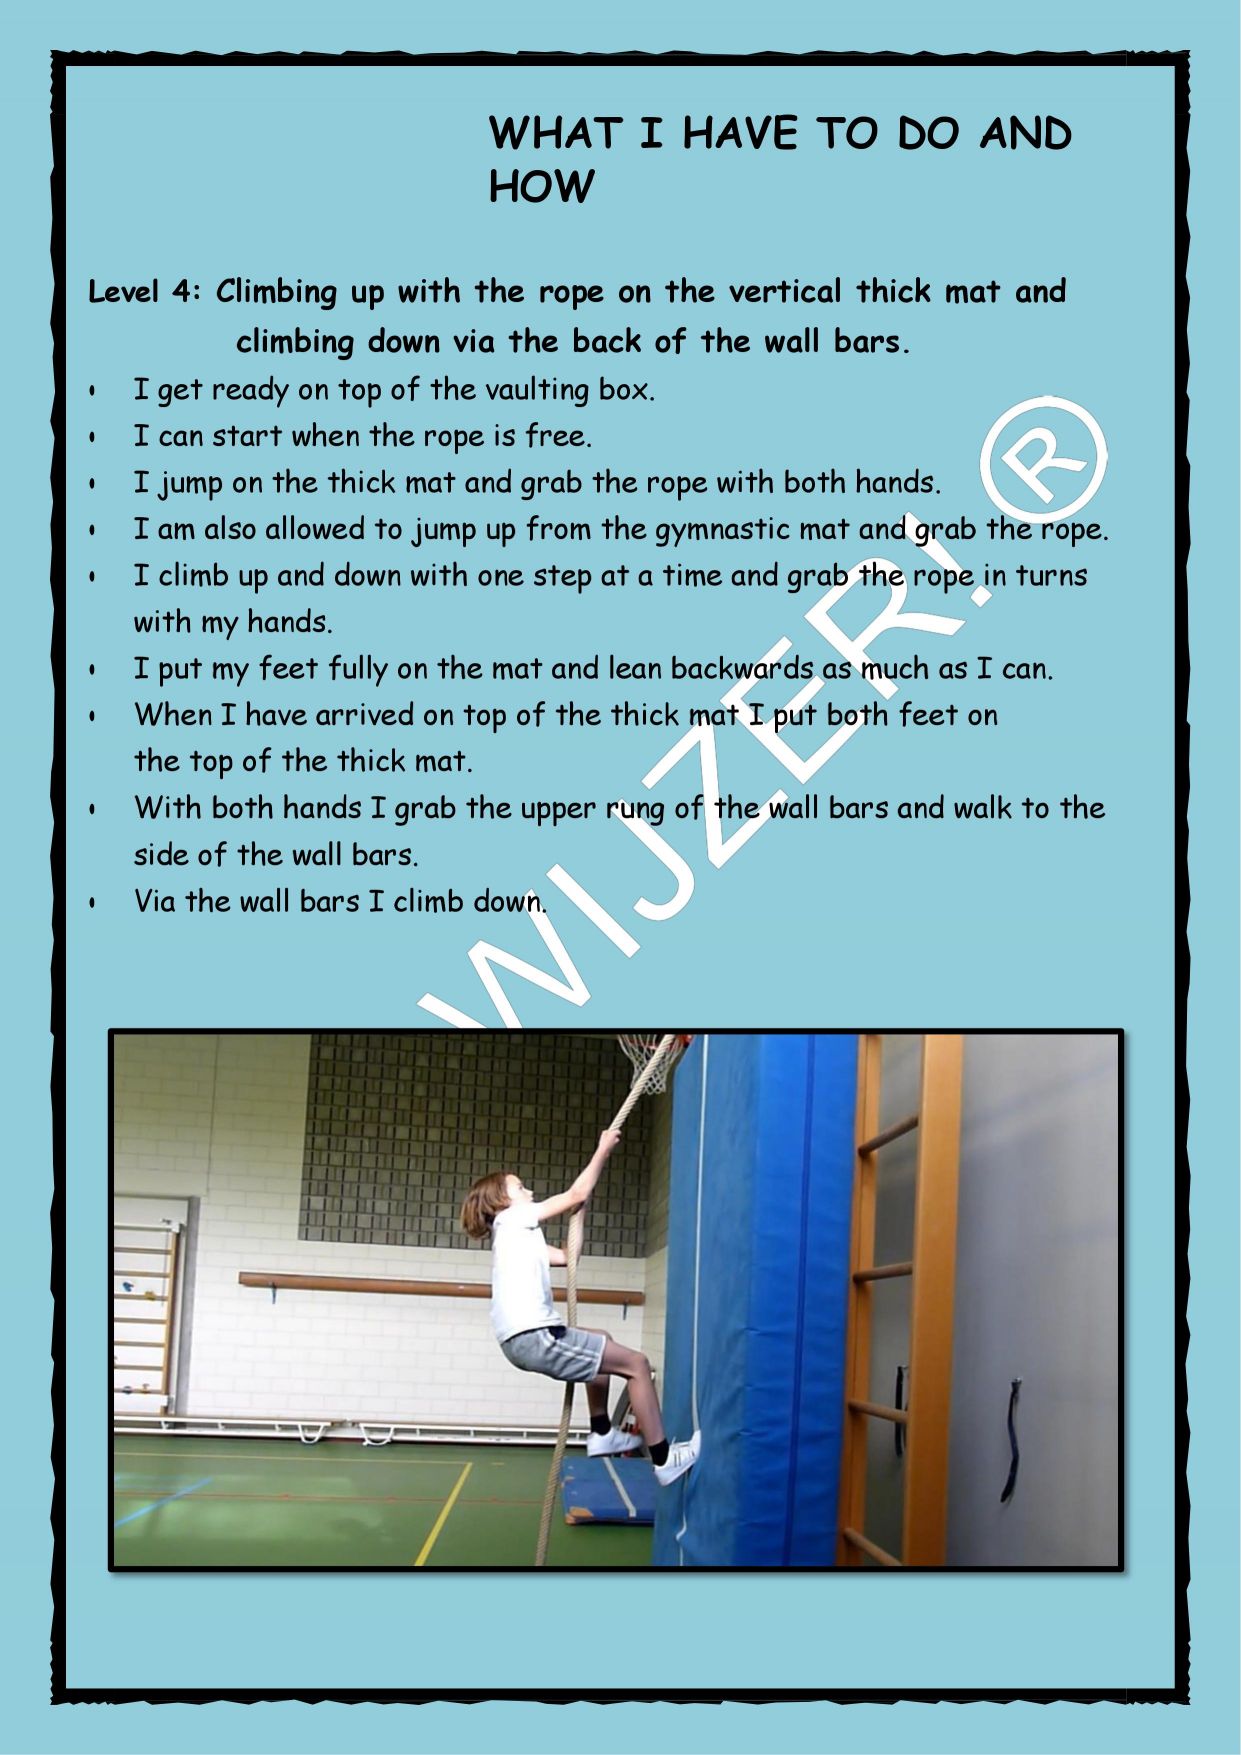 WHAT I HAVE TO DO AND
HOW
Level 4: Climbing up with the rope on the vertical thick mat and
climbing down via the back of the wall bars.
• I get ready on top of the vaulting box.
• I can start when the rope is free.
• I jump on the thick mat and grab the rope with both hands.
• I am also allowed to jump up from the gymnastic mat and grab the rope.
• I climb up and down with one step at a time and grab the rope in turns
with my hands.
• I put my feet fully on the mat and lean backwards as much as I can.
• When I have arrived on top of the thick mat I put both feet on
the top of the thick mat.
• With both hands I grab the upper rung of the wall bars and walk to the
side of the wall bars.
• Via the wall bars I climb down.
WIJZER! ®